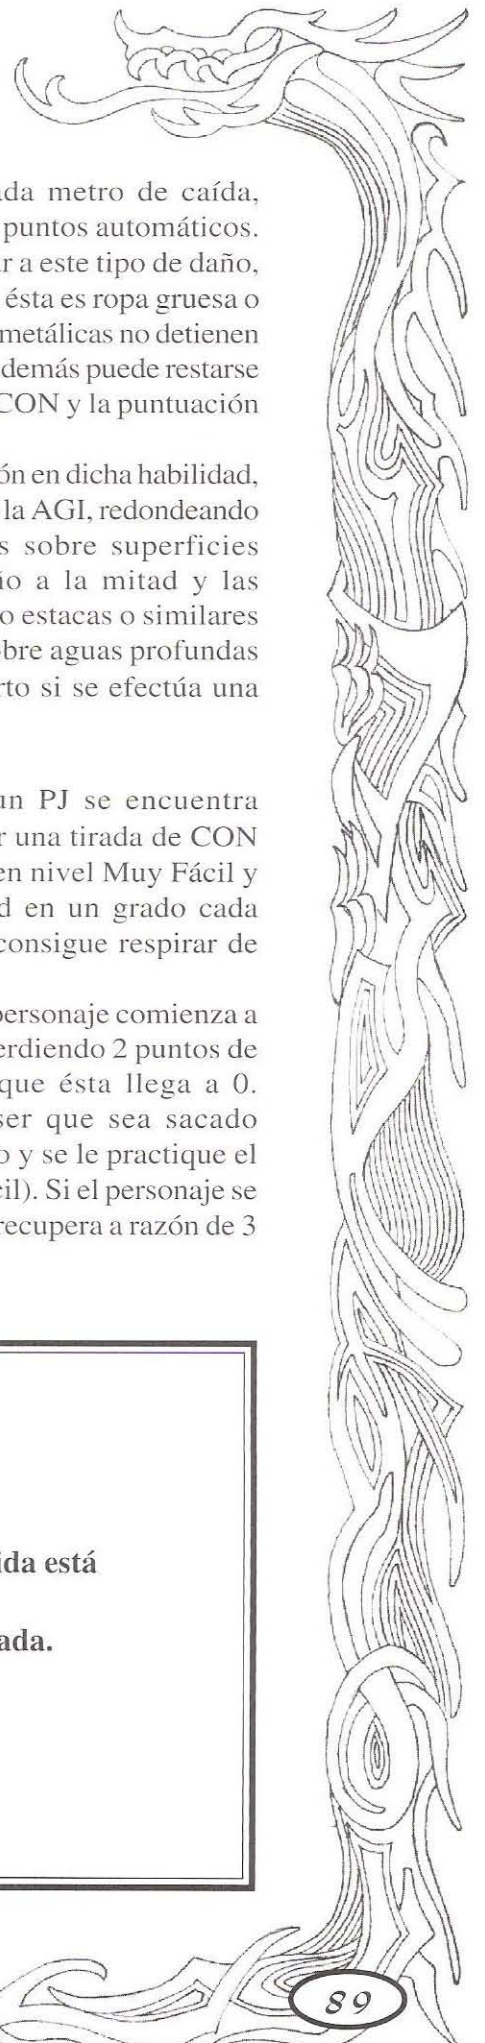 ada metro de caída,
puntos automáticos.
r a este tipo de daño,
ésta es ropa gruesa o
metálicas no detienen
demás puede restarse
CON y la puntuación
ón en dicha habilidad,
la AGI, redondeando
s sobre superficies
io a la mitad y las
o estacas o similares
bre aguas profundas
rto si se efectúa una
un PJ se encuentra
r una tirada de CON
en nivel Muy Fácil y
d en un grado cada
consigue respirar de
personaje comienza a
erdiendo 2 puntos de
que ésta llega a 0.
ser que sea sacado
o y se le practique el
cil). Si el personaje se
recupera a razón de 3
ida está
ada.
89